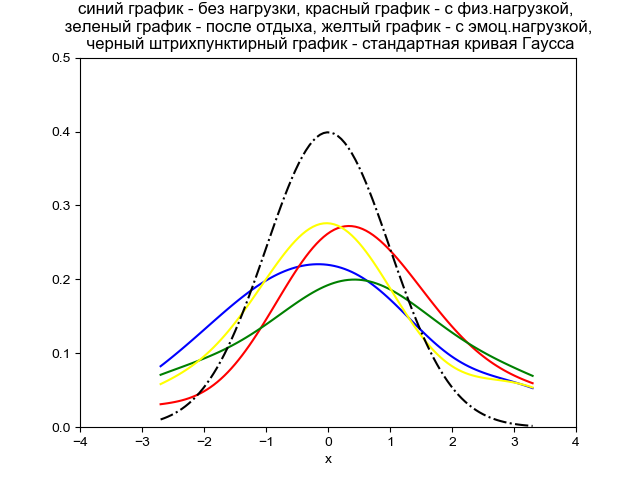 синий график - без нагрузки, красный график - с физ.нагрузкой,
зеленый график - после отдыха, желтый график - с эмоц.нагрузкой,
черный штрихпунктирный график - стандартная кривая Гаусса
0.5
0.4
0.3
0.2
0.1
0.0
−4 −3 −2 −1 0 1 2 3 4
x